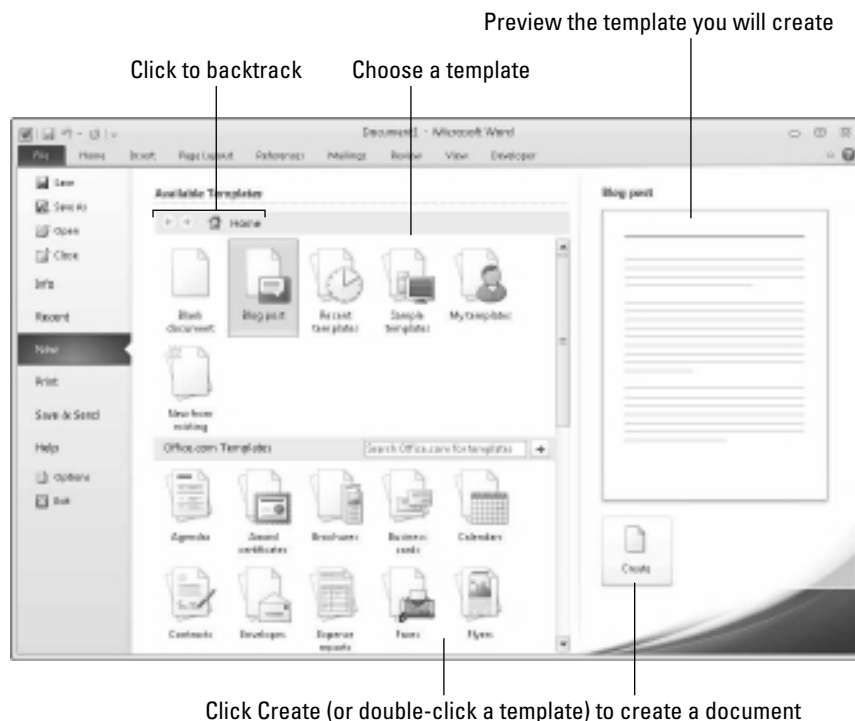 Preview the template you will create
Click to backtrack
Choose a template
Document1 - Microsoft Word
File Home Insert Page Layout References Mailings Review View Developer
Save
Save As
Open
Close
Info
Recent
New
Print
Save & Send
Help
Options
Exit
Available Templates
Home
Blank document
Blog post
Recent templates
Sample templates
My templates
New from existing
Office.com Templates
Search Office.com for templates
Agendas
Award certificates
Brochures
Business cards
Calendars
Contracts
Envelopes
Expense reports
Faxes
Flyers
Blog post
Create
Click Create (or double-click a template) to create a document